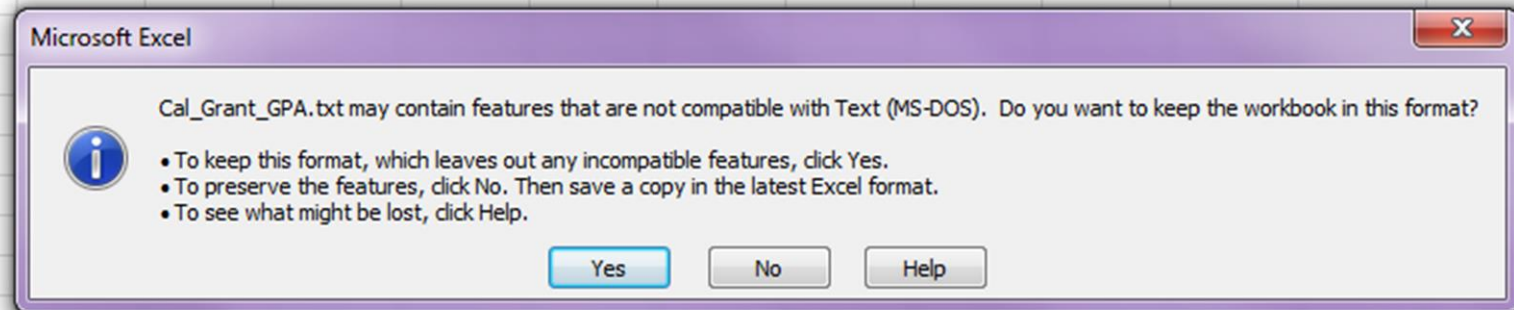 Microsoft Excel
Cal_Grant_GPA.txt may contain features that are not compatible with Text (MS-DOS).  Do you want to keep the workbook in this format?
• To keep this format, which leaves out any incompatible features, click Yes.
• To preserve the features, click No. Then save a copy in the latest Excel format.
• To see what might be lost, click Help.
Yes No Help